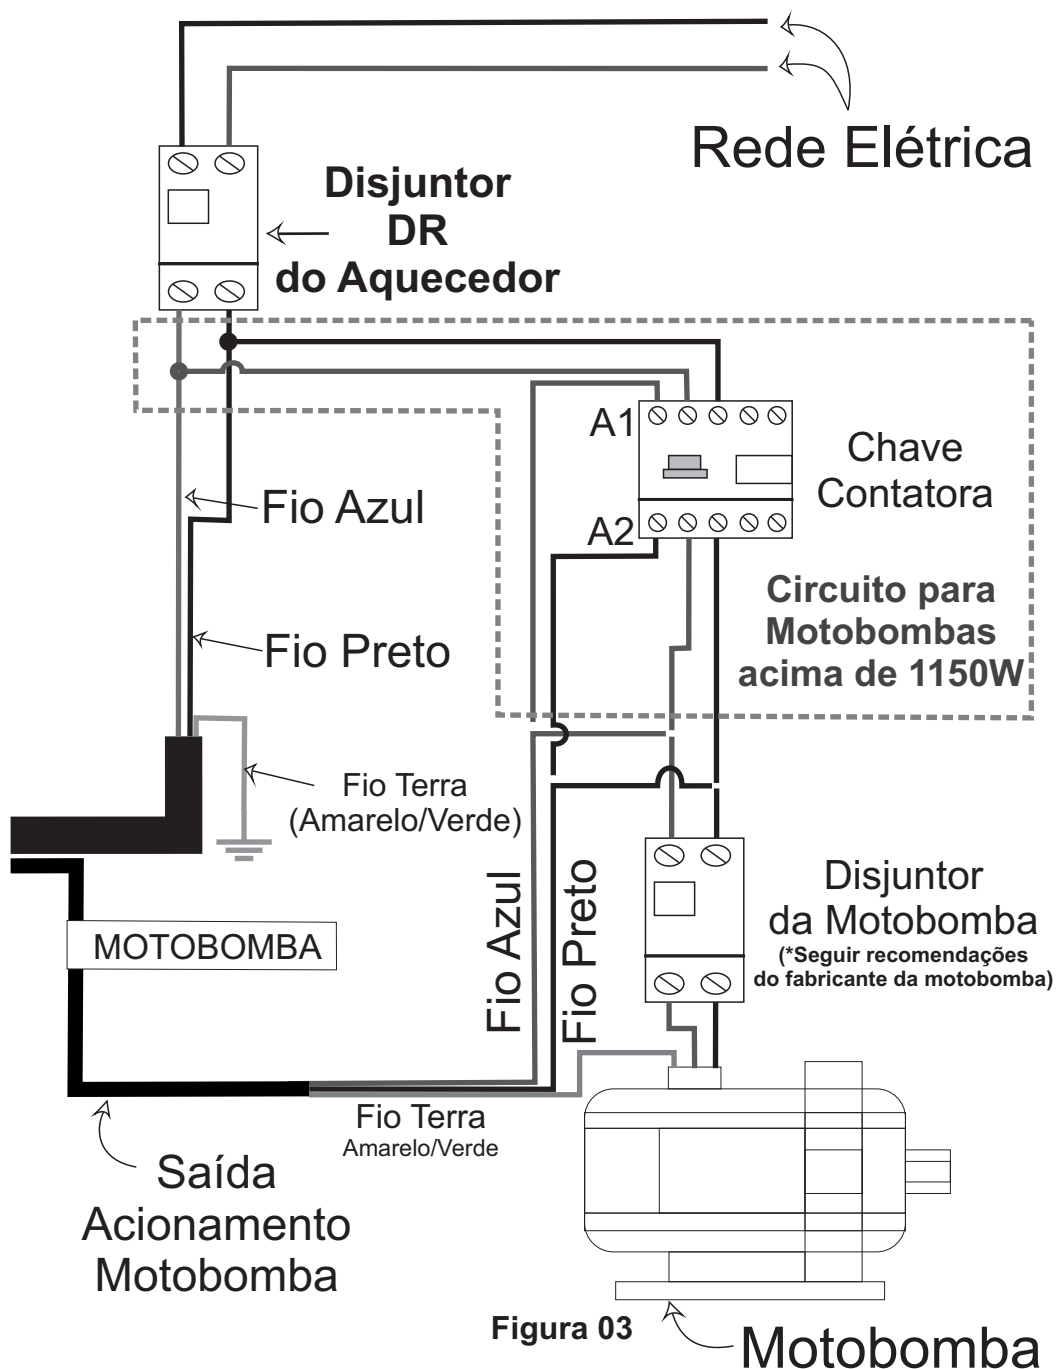 Rede Elétrica
Disjuntor
DR
do Aquecedor
A1
Chave
Contatora
Fio Azul
A2
Circuito para
Motobombas
acima de 1150W
Fio Preto
Fio Terra
(Amarelo/Verde)
Fio Azul
Fio Preto
Disjuntor
da Motobomba
(*Seguir recomendações
do fabricante da motobomba)
MOTOBOMBA
Fio Terra
Amarelo/Verde
Saída
Acionamento
Motobomba
Figura 03
Motobomba